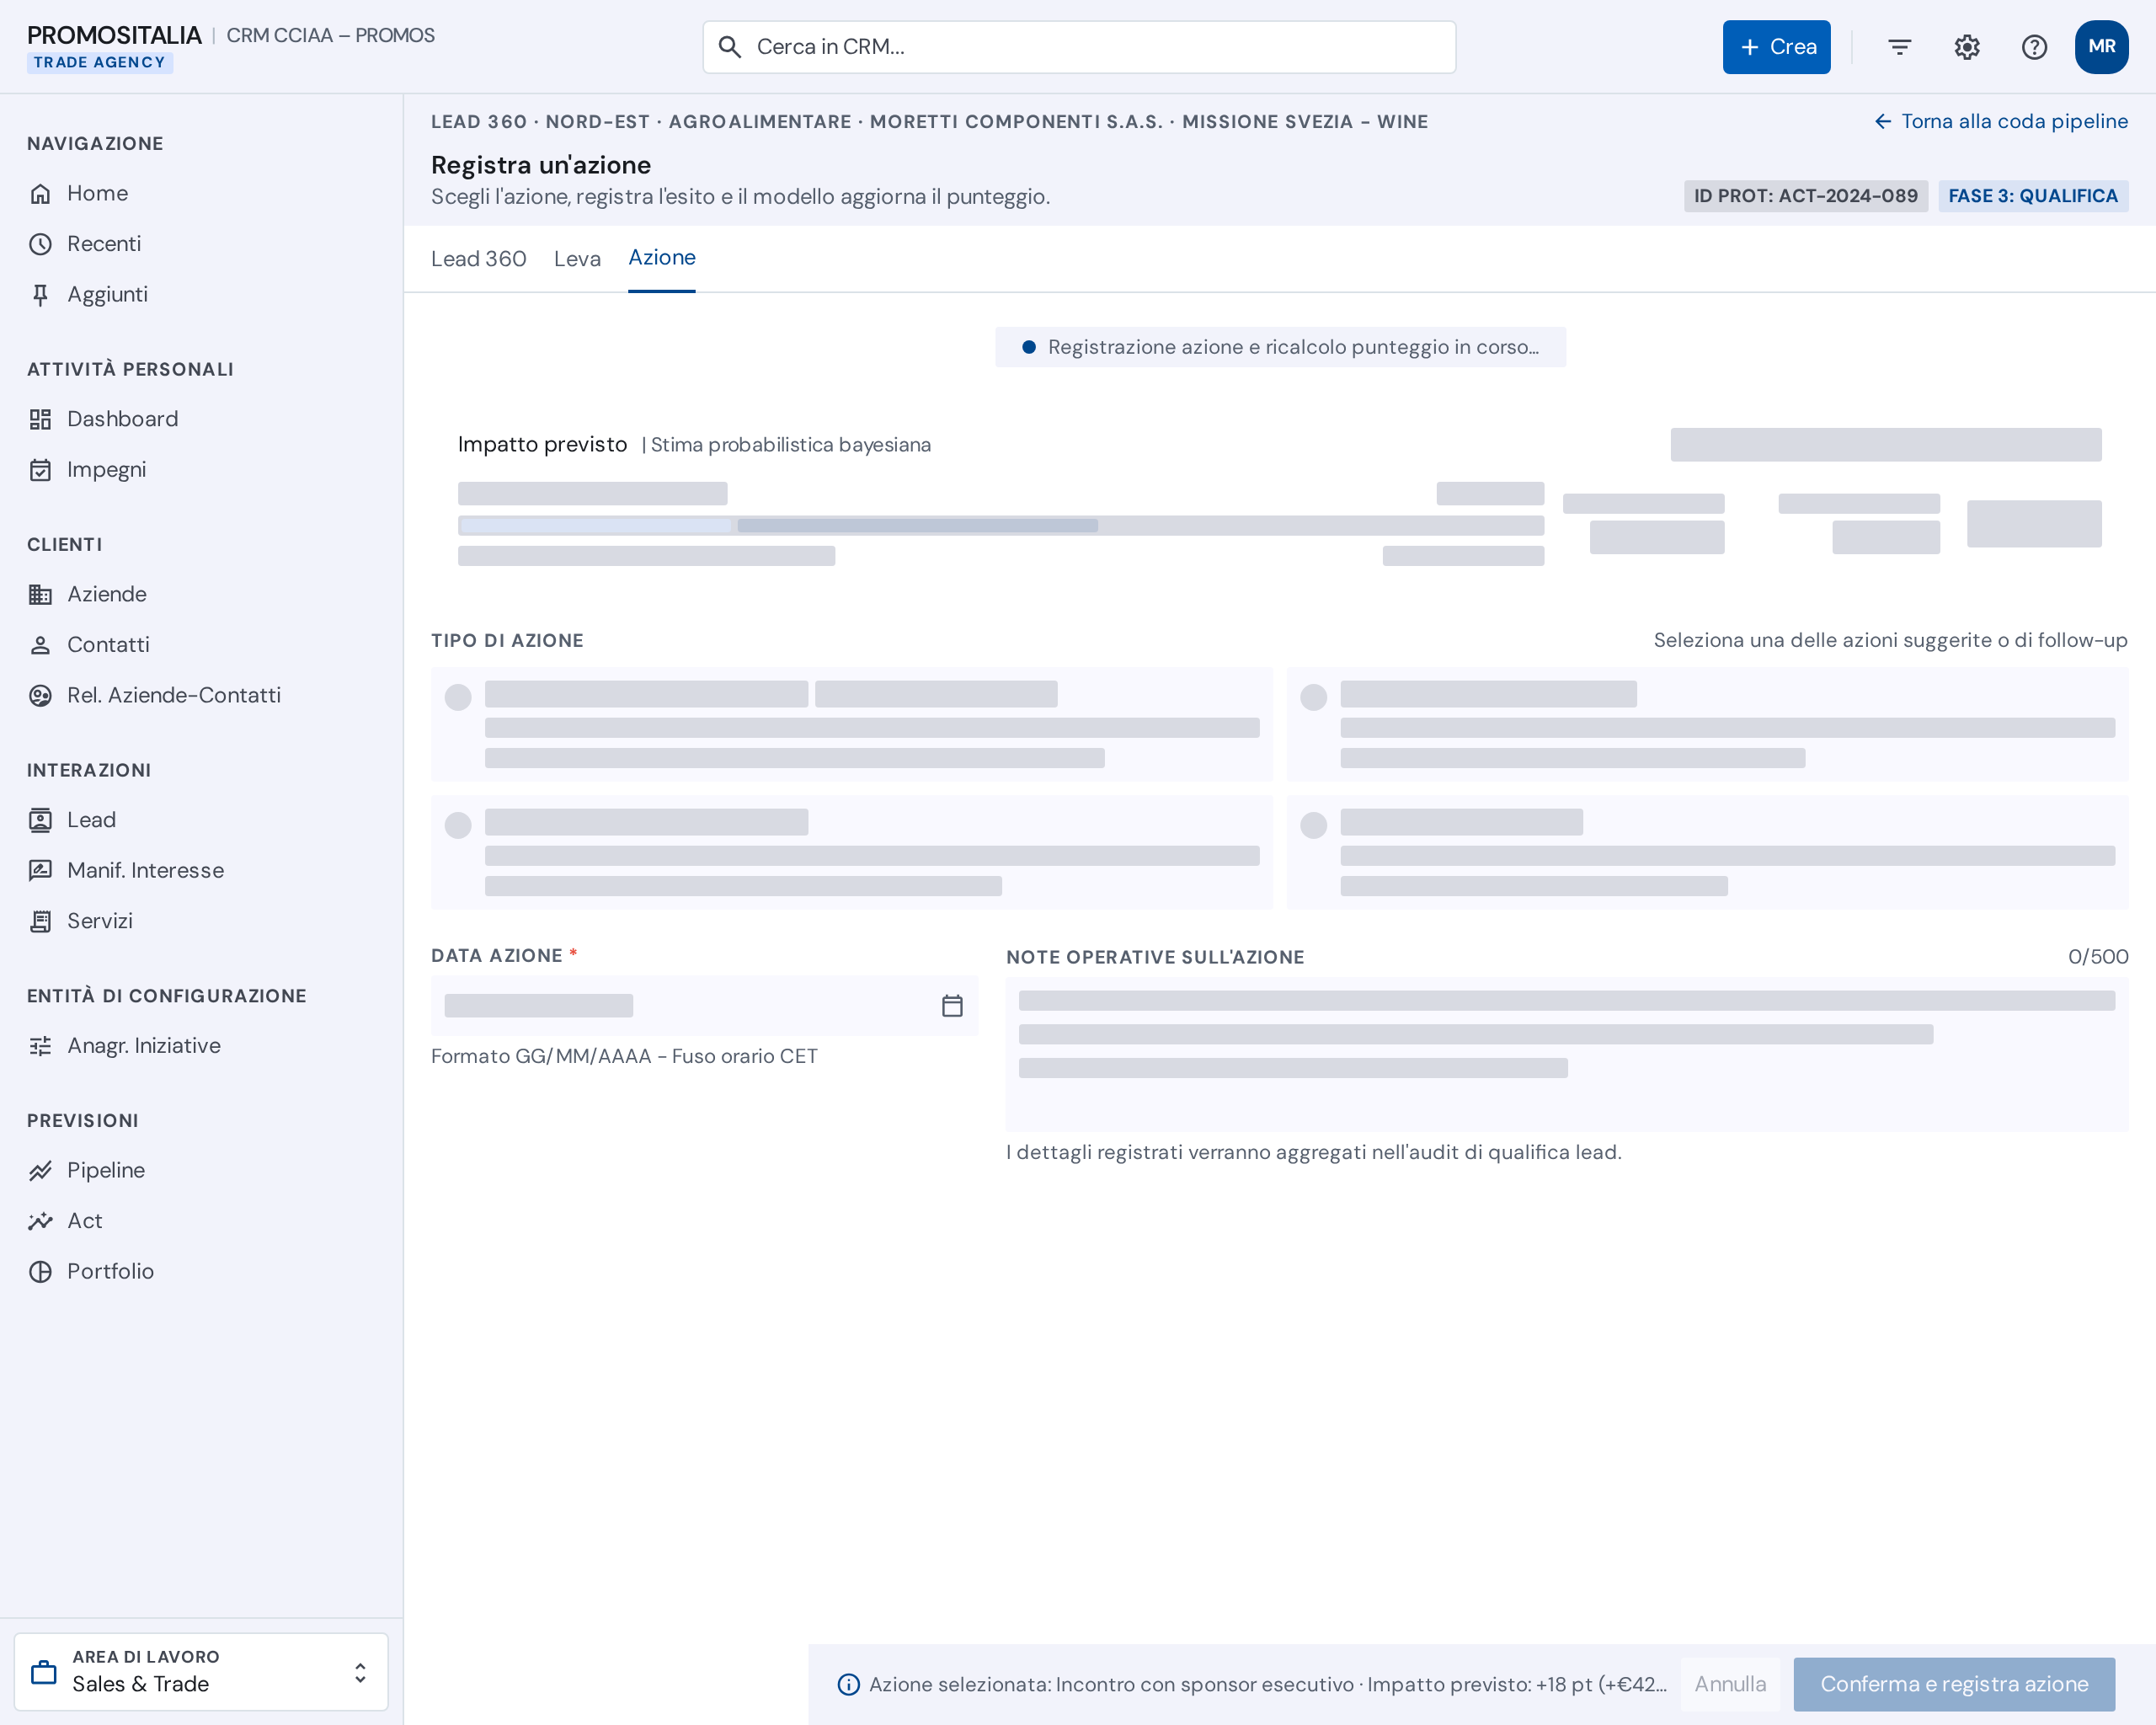 PROMOSITALIA | CRM CCIAA – PROMOS
TRADE AGENCY
Cerca in CRM...
+ Crea
MR
NAVIGAZIONE
Home
Recenti
Aggiunti
ATTIVITÀ PERSONALI
Dashboard
Impegni
CLIENTI
Aziende
Contatti
Rel. Aziende-Contatti
INTERAZIONI
Lead
Manif. Interesse
Servizi
ENTITÀ DI CONFIGURAZIONE
Anagr. Iniziative
PREVISIONI
Pipeline
Act
Portfolio
AREA DI LAVORO
Sales & Trade
LEAD 360 · NORD-EST · AGROALIMENTARE · MORETTI COMPONENTI S.A.S. · MISSIONE SVEZIA – WINE
← Torna alla coda pipeline
Registra un'azione
Scegli l'azione, registra l'esito e il modello aggiorna il punteggio.
ID PROT: ACT-2024-089
FASE 3: QUALIFICA
Lead 360
Leva
Azione
Registrazione azione e ricalcolo punteggio in corso...
Impatto previsto | Stima probabilistica bayesiana
TIPO DI AZIONE
Seleziona una delle azioni suggerite o di follow-up
DATA AZIONE *
Formato GG/MM/AAAA – Fuso orario CET
NOTE OPERATIVE SULL'AZIONE
0/500
I dettagli registrati verranno aggregati nell'audit di qualifica lead.
Azione selezionata: Incontro con sponsor esecutivo · Impatto previsto: +18 pt (+€42...
Annulla
Conferma e registra azione